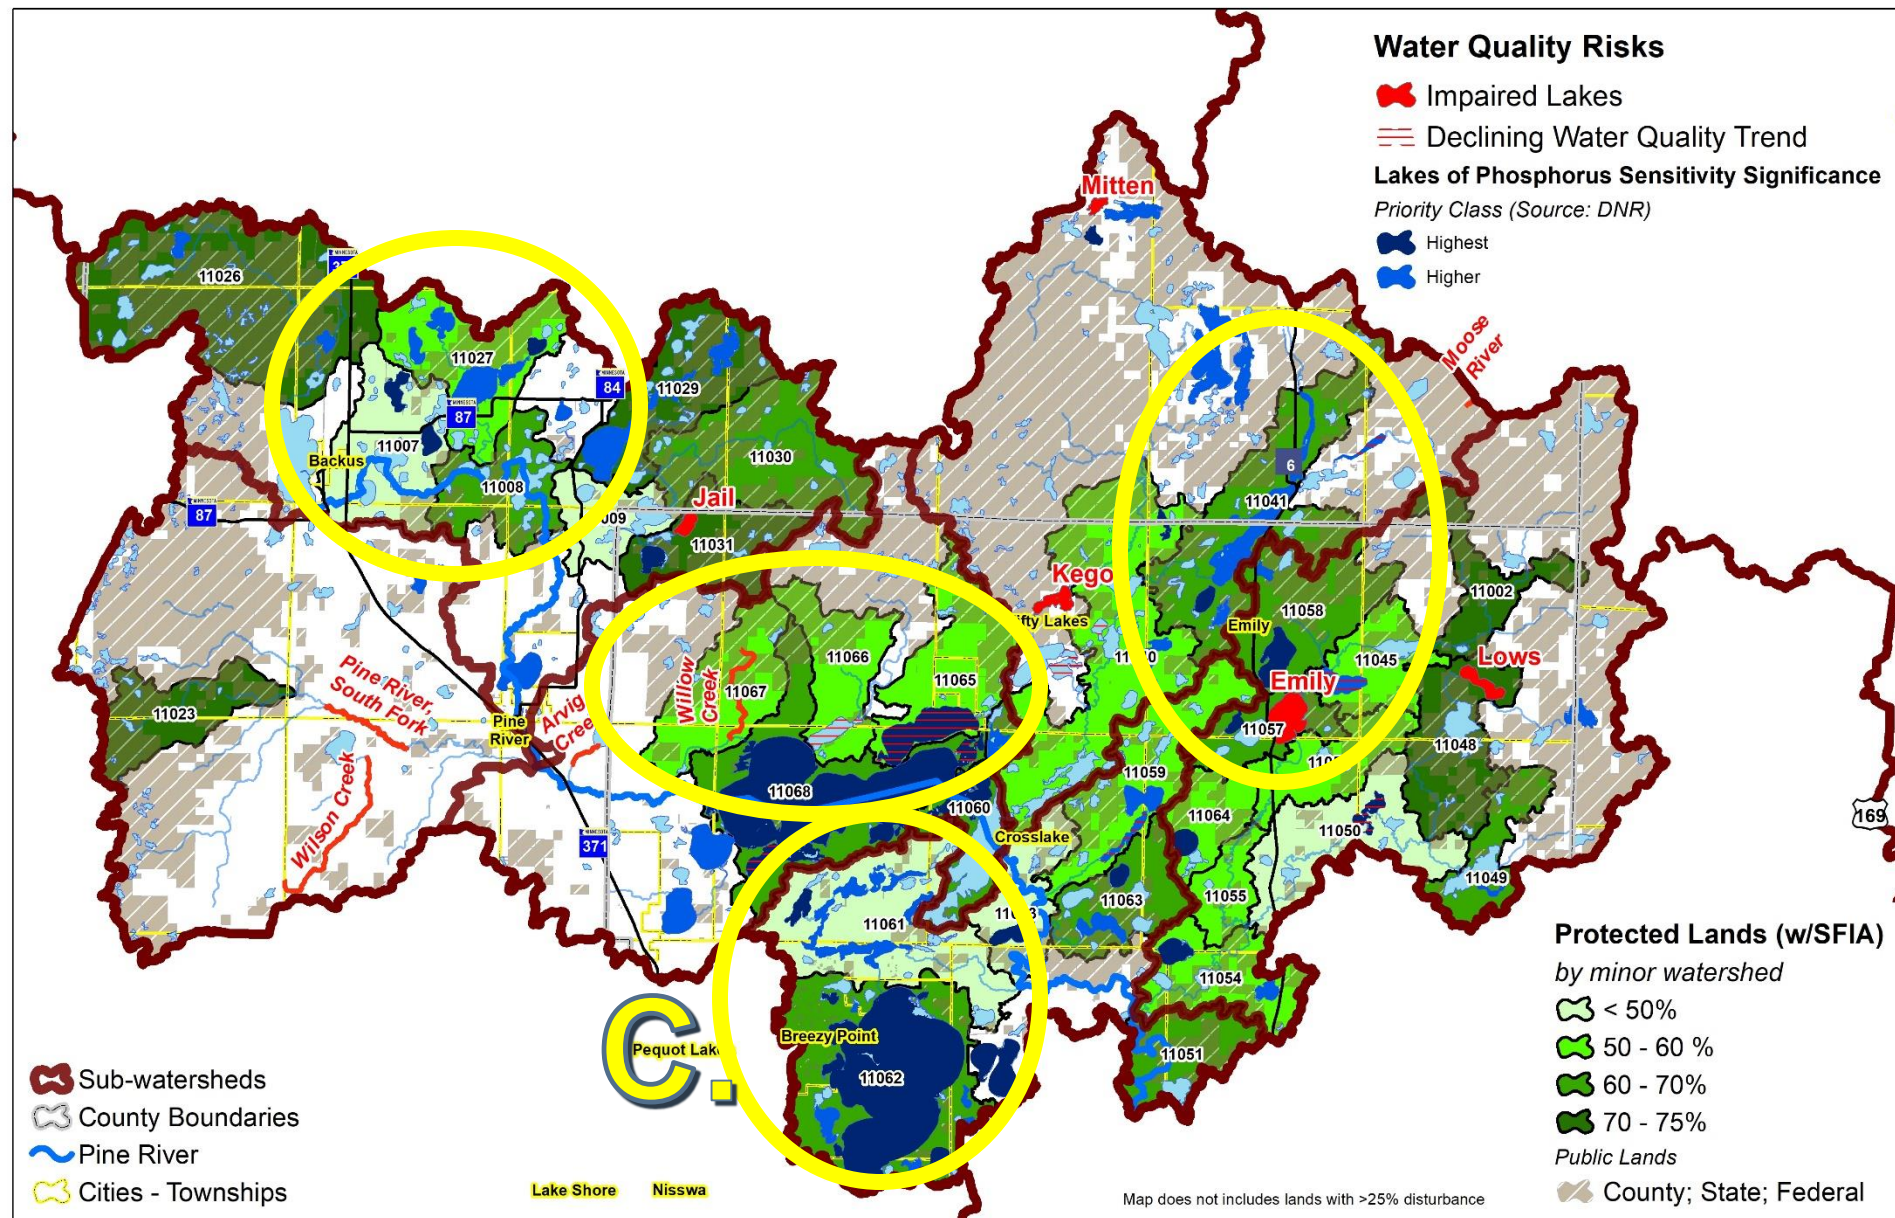 Water Quality Risks
Impaired Lakes
Declining Water Quality Trend
Lakes of Phosphorus Sensitivity Significance
Priority Class (Source: DNR)
Highest
Higher
Mitten
Moose
River
11026
MINNESOTA
11027
MINNESOTA
84
MINNESOTA
87
11029
11007
Backus
11008
11030
6
11041
MINNESOTA
87
Jail
11031
Kego
11002
11058
Emily
Lakes
11066
11045
Lows
Pine River,
South Fork
Willow
Creek
11067
11065
Emily
11023
Arvig
Pine
River
11057
11048
Wilson Creek
11059
11068
11060
11064
11050
169
MINNESOTA
371
Crosslake
11049
11055
11063
11061
11054
Protected Lands (w/SFIA)
by minor watershed
< 50%
50 - 60 %
60 - 70%
70 - 75%
Public Lands
County; State; Federal
C.
Breezy Point
Pequot
11062
11051
Sub-watersheds
County Boundaries
Pine River
Cities - Townships
Lake Shore
Nisswa
Map does not includes lands with >25% disturbance